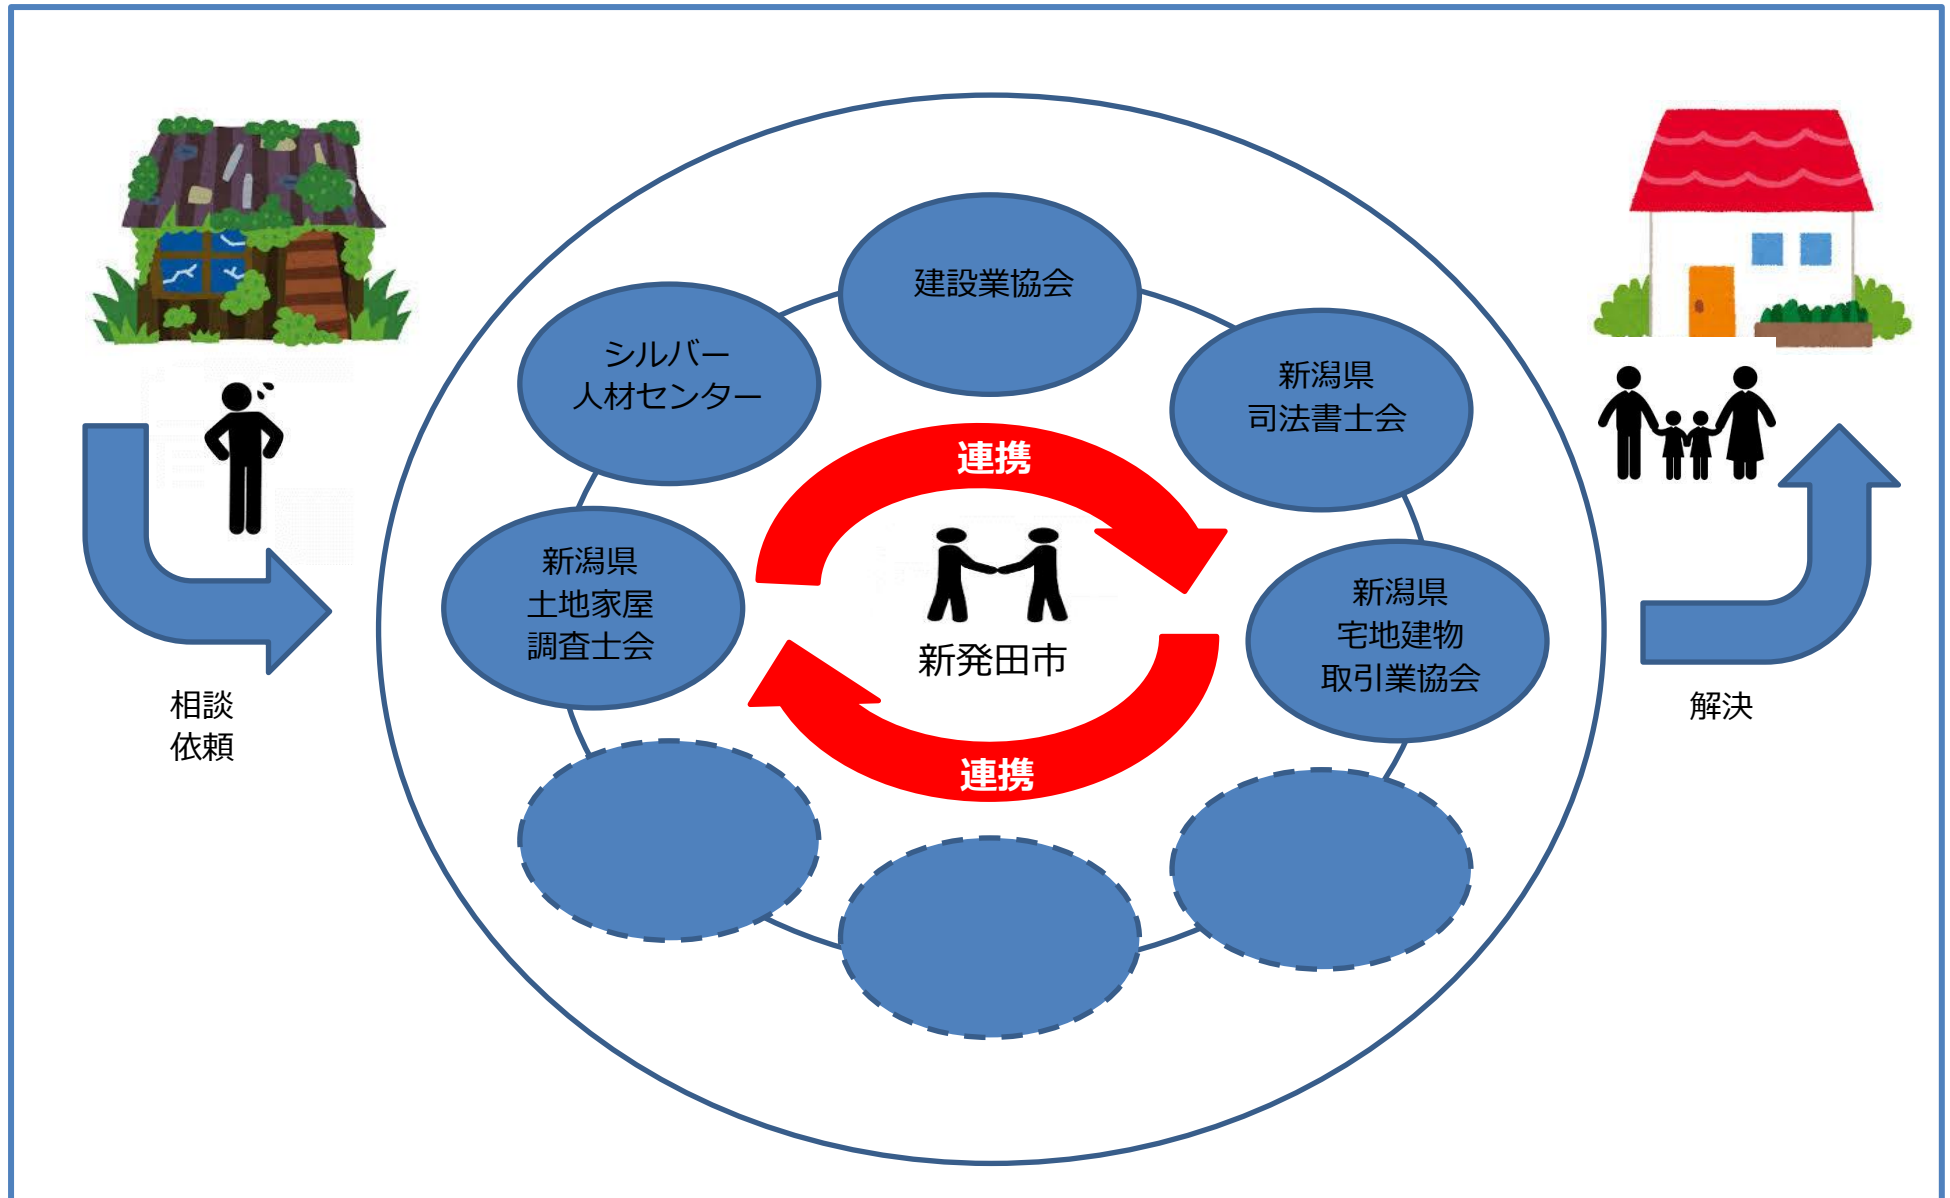 建設業協会
シルバー
人材センター
新潟県
司法書士会
連携
新潟県
土地家屋
調査士会
新潟県
宅地建物
取引業協会
新発田市
連携
相談
依頼
解決